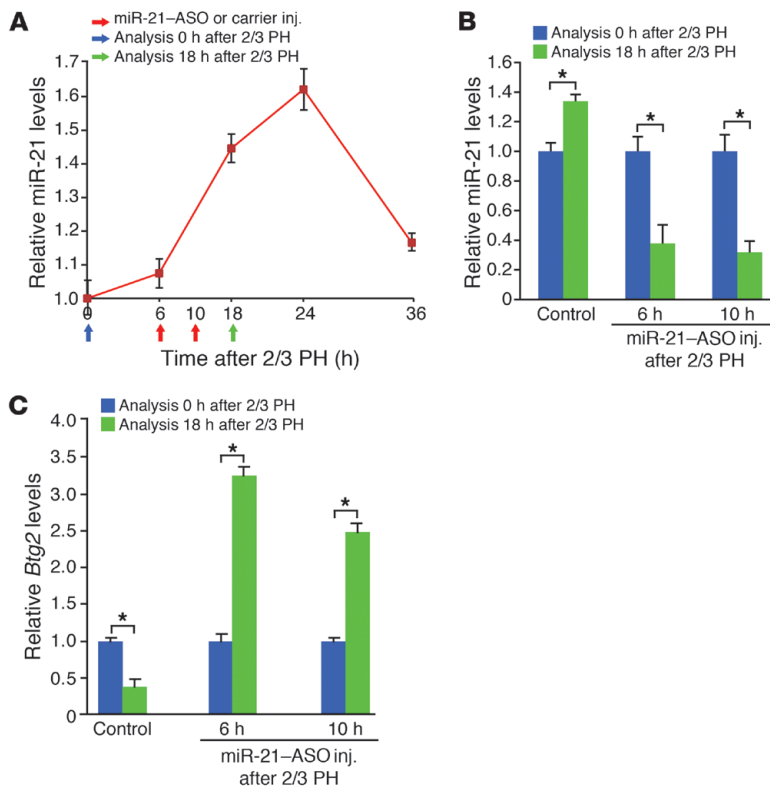 A
miR-21–ASO or carrier inj.
Analysis 0 h after 2/3 PH
Analysis 18 h after 2/3 PH
Relative miR-21 levels
1.7
1.6
1.5
1.4
1.3
1.2
1.1
1.0
0 6 10 18 24 36
Time after 2/3 PH (h)
B
Analysis 0 h after 2/3 PH
Analysis 18 h after 2/3 PH
Relative miR-21 levels
1.6
1.4
1.2
1.0
0.8
0.6
0.4
0.2
0
* * *
Control 6 h 10 h
miR-21–ASO inj.
after 2/3 PH
C
Analysis 0 h after 2/3 PH
Analysis 18 h after 2/3 PH
Relative Btg2 levels
4.0
3.5
3.0
2.5
2.0
1.5
1.0
0.5
0
* * *
Control 6 h 10 h
miR-21–ASO inj.
after 2/3 PH